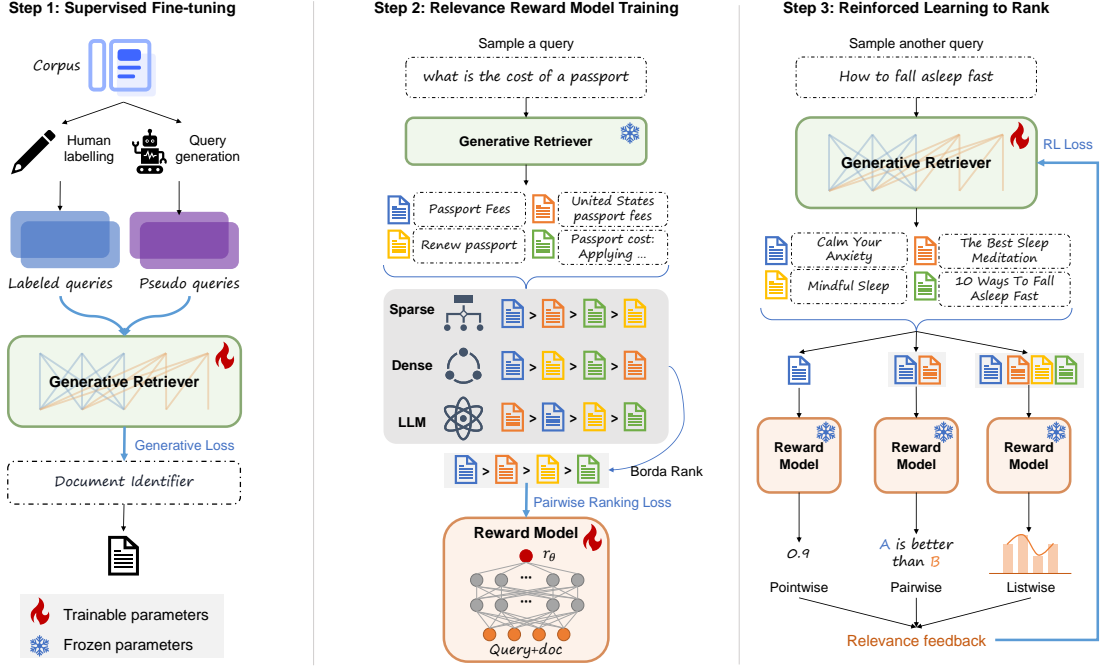 Step 1: Supervised Fine-tuning
Corpus
Human
labelling
Query
generation
Labeled queries
Pseudo queries
Generative Retriever
Generative Loss
Document Identifier
Trainable parameters
Frozen parameters
Step 2: Relevance Reward Model Training
Sample a query
what is the cost of a passport
Generative Retriever
Passport Fees
United States
passport fees
Renew passport
Passport cost:
Applying ...
Sparse
> > >
Dense
> > >
LLM
> > >
> > >
Borda Rank
Pairwise Ranking Loss
Reward Model
rθ
...
...
Query+doc
Step 3: Reinforced Learning to Rank
Sample another query
How to fall asleep fast
Generative Retriever
RL Loss
Calm Your
Anxiety
The Best Sleep
Meditation
Mindful Sleep
10 Ways To Fall
Asleep Fast
Reward
Model
Reward
Model
Reward
Model
0.9
A is better
than B
Pointwise
Pairwise
Listwise
Relevance feedback